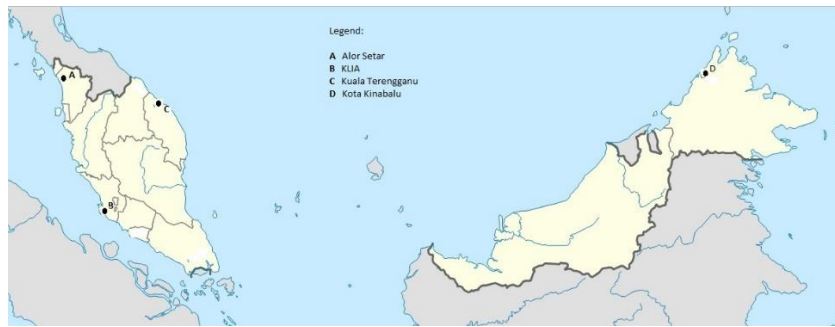 Legend:
A Alor Setar
B KLIA
C Kuala Terengganu
D Kota Kinabalu
A
C
B
D